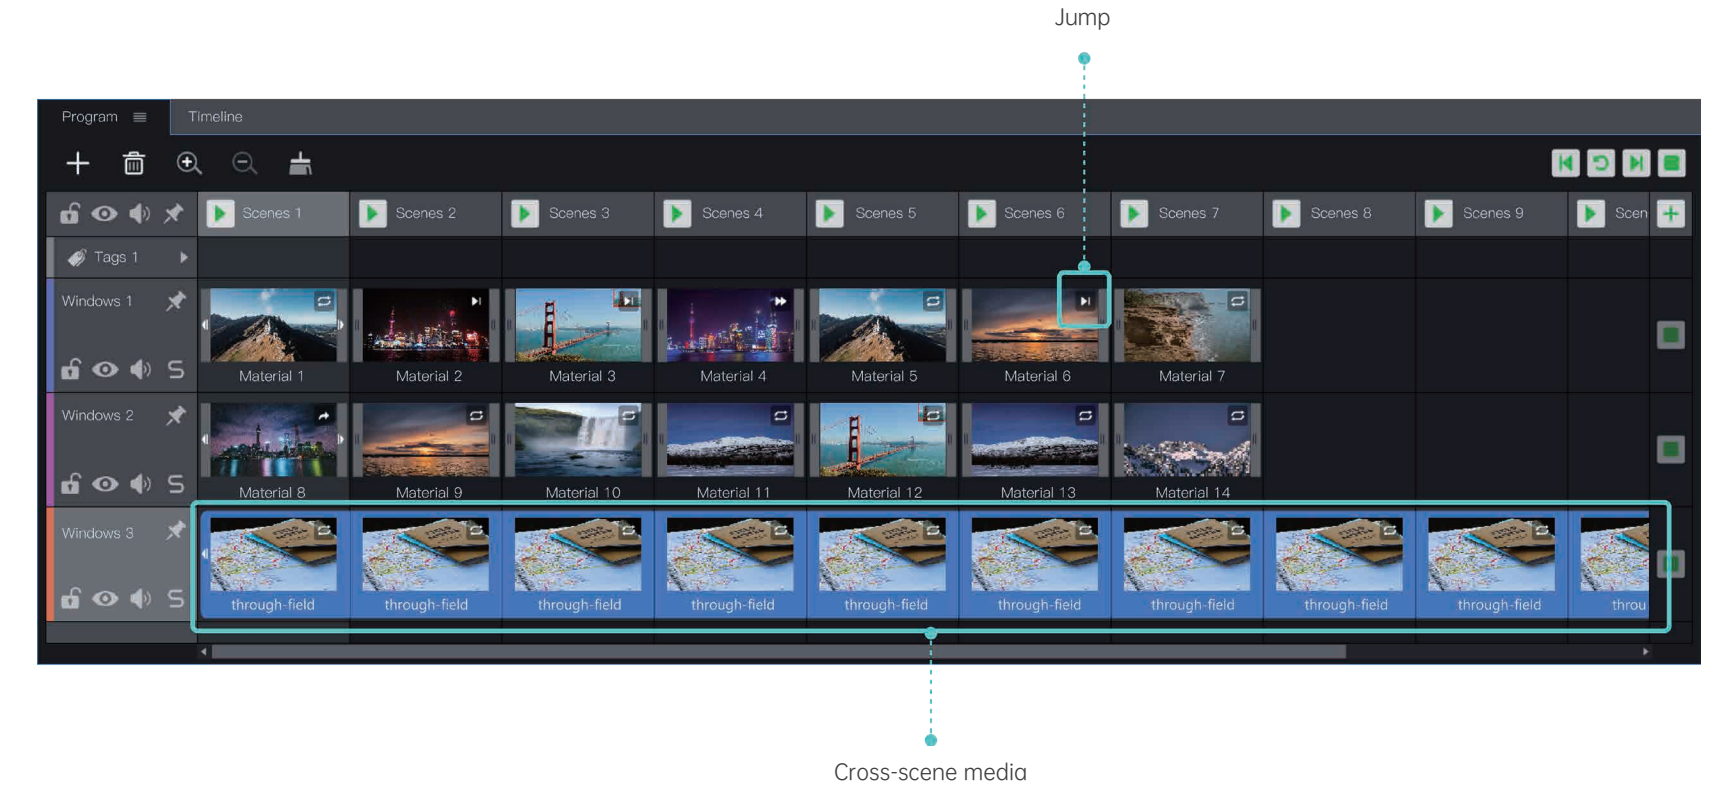 Jump
Program
Timeline
Scenes 1
Scenes 2
Scenes 3
Scenes 4
Scenes 5
Scenes 6
Scenes 7
Scenes 8
Scenes 9
Scen
Tags 1
Windows 1
S
Material 1
Material 2
Material 3
Material 4
Material 5
Material 6
Material 7
Windows 2
S
Material 8
Material 9
Material 10
Material 11
Material 12
Material 13
Material 14
Windows 3
S
through-field
through-field
through-field
through-field
through-field
through-field
through-field
through-field
through-field
throu
Cross-scene media